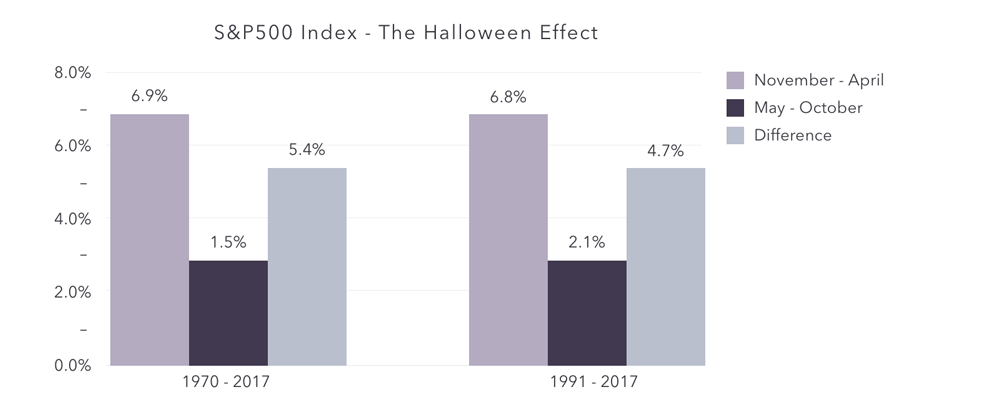 S&P500 Index - The Halloween Effect
8.0%
–
6.0%
–
4.0%
–
2.0%
–
0.0%
6.9%
1.5%
5.4%
6.8%
2.1%
4.7%
1970 - 2017
1991 - 2017
November - April
May - October
Difference